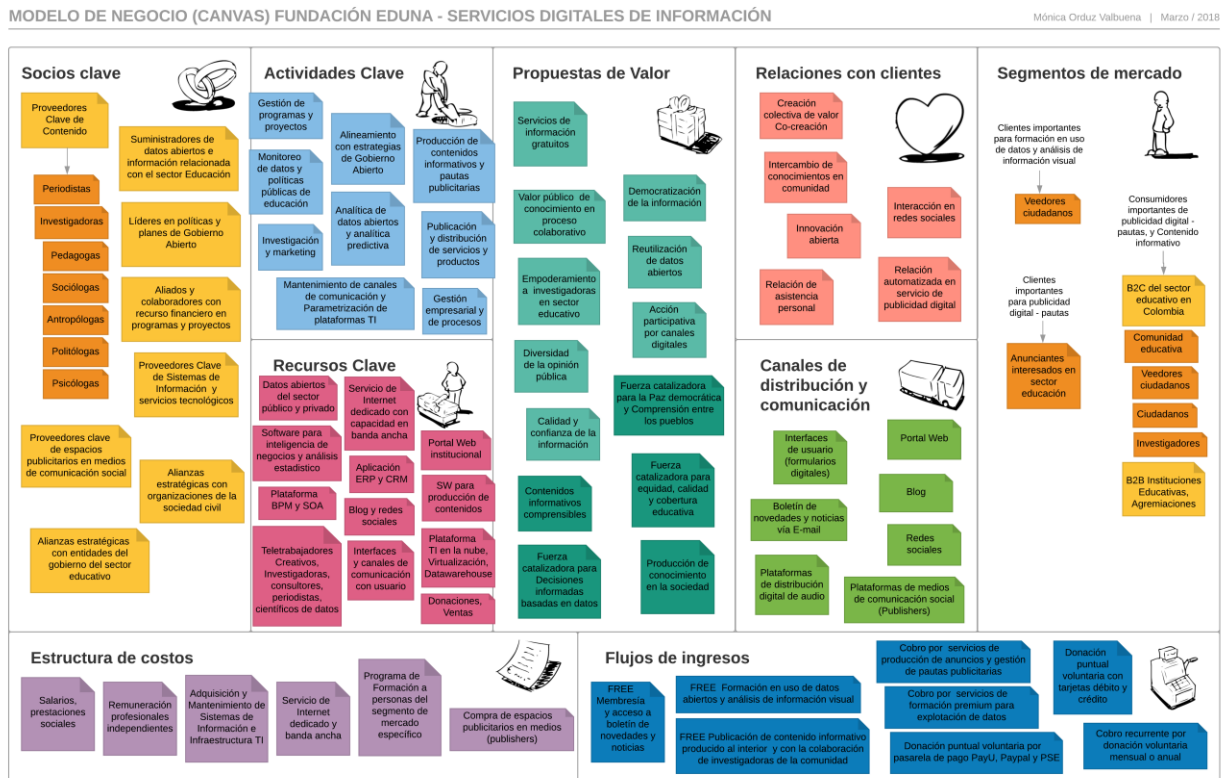 MODELO DE NEGOCIO (CANVAS) FUNDACIÓN EDUNA - SERVICIOS DIGITALES DE INFORMACIÓN
Mónica Orduz Valbuena | Marzo / 2018
Socios clave
Proveedores
Clave de
Contenido
Periodistas
Investigadoras
Pedagogas
Sociólogas
Antropólogas
Politólogas
Psicólogas
Suministradores de
datos abiertos e
información relacionada
con el sector Educación
Líderes en políticas y
planes de Gobierno
Abierto
Aliados y
colaboradores con
recurso financiero en
programas y proyectos
Proveedores Clave
de Sistemas de
Información y
servicios tecnológicos
Proveedores clave
de espacios
publicitarios en medios
de comunicación social
Alianzas
estratégicas con
organizaciones de la
sociedad civil
Alianzas estratégicas
con entidades del
gobierno del sector
educativo
Actividades Clave
Gestión de
programas y
proyectos
Alineamiento
con estrategias
de Gobierno
Abierto
Producción de
contenidos
informativos y
pautas
publicitarias
Monitoreo
de datos y
políticas
públicas de
educación
Analítica de
datos abiertos
y analítica
predictiva
Publicación
y distribución
de servicios y
productos
Investigación
y marketing
Mantenimiento de canales
de comunicación y
Parametrización de
plataformas TI
Gestión
empresarial y
de procesos
Recursos Clave
Datos abiertos
del sector
público y privado
Servicio de
Internet
dedicado con
capacidad en
banda ancha
Portal Web
institucional
Software para
inteligencia de
negocios y análisis
estadistico
Aplicación
ERP y CRM
SW para
producción de
contenidos
Plataforma
BPM y SOA
Blog y redes
sociales
Plataforma
TI en la nube,
Virtualización,
Datawarehouse
Teletrabajadores
Creativos,
Investigadoras,
consultores,
periodistas,
científicos de datos
Interfaces
y canales de
comunicación
con usuario
Donaciones,
Ventas
Propuestas de Valor
Servicios de
información
gratuitos
Democratización
de la información
Valor público de
conocimiento en
proceso
colaborativo
Reutilización
de datos
abiertos
Empoderamiento
a investigadoras
en sector
educativo
Acción
participativa
por canales
digitales
Diversidad
de la opinión
pública
Fuerza catalizadora
para la Paz democrática
y Comprensión entre
los pueblos
Calidad y
confianza de la
información
Fuerza
catalizadora para
equidad, calidad
y cobertura
educativa
Contenidos
informativos
comprensibles
Fuerza
catalizadora para
Decisiones
informadas
basadas en datos
Producción de
conocimiento
en la sociedad
Relaciones con clientes
Creación
colectiva de valor
Co-creación
Intercambio de
conocimientos en
comunidad
Interacción en
redes sociales
Innovación
abierta
Relación de
asistencia
personal
Relación
automatizada en
servicio de
publicidad digital
Canales de
distribución y
comunicación
Interfaces
de usuario
(formularios
digitales)
Portal Web
Boletín de
novedades y noticias
vía E-mail
Blog
Redes
sociales
Plataformas
de distribución
digital de audio
Plataformas de medios
de comunicación social
(Publishers)
Segmentos de mercado
Clientes importantes
para formación en uso
de datos y análisis de
información visual
Veedores
ciudadanos
Clientes
importantes
para publicidad
digital - pautas
Anunciantes
interesados en
sector
educación
Consumidores
importantes de
publicidad digital -
pautas, y Contenido
informativo
B2C del sector
educativo en
Colombia
Comunidad
educativa
Veedores
ciudadanos
Ciudadanos
Investigadores
B2B Instituciones
Educativas,
Agremiaciones
Estructura de costos
Salarios,
prestaciones
sociales
Remuneración
profesionales
independientes
Adquisición y
Mantenimiento de
Sistemas de
Información e
Infraestructura TI
Servicio de
Internet
dedicado y
banda ancha
Programa de
Formación a
personas del
segmento de
mercado
específico
Compra de espacios
publicitarios en medios
(publishers)
Flujos de ingresos
FREE
Membresía
y acceso a
boletín de
novedades y
noticias
FREE Formación en uso de datos
abiertos y análisis de información visual
FREE Publicación de contenido informativo
producido al interior y con la colaboración
de investigadoras de la comunidad
Cobro por servicios de
producción de anuncios y gestión
de pautas publicitarias
Cobro por servicios de
formación premium para
explotación de datos
Donación puntual voluntaria por
pasarela de pago PayU, Paypal y PSE
Donación
puntual
voluntaria con
tarjetas débito y
crédito
Cobro recurrente por
donación voluntaria
mensual o anual